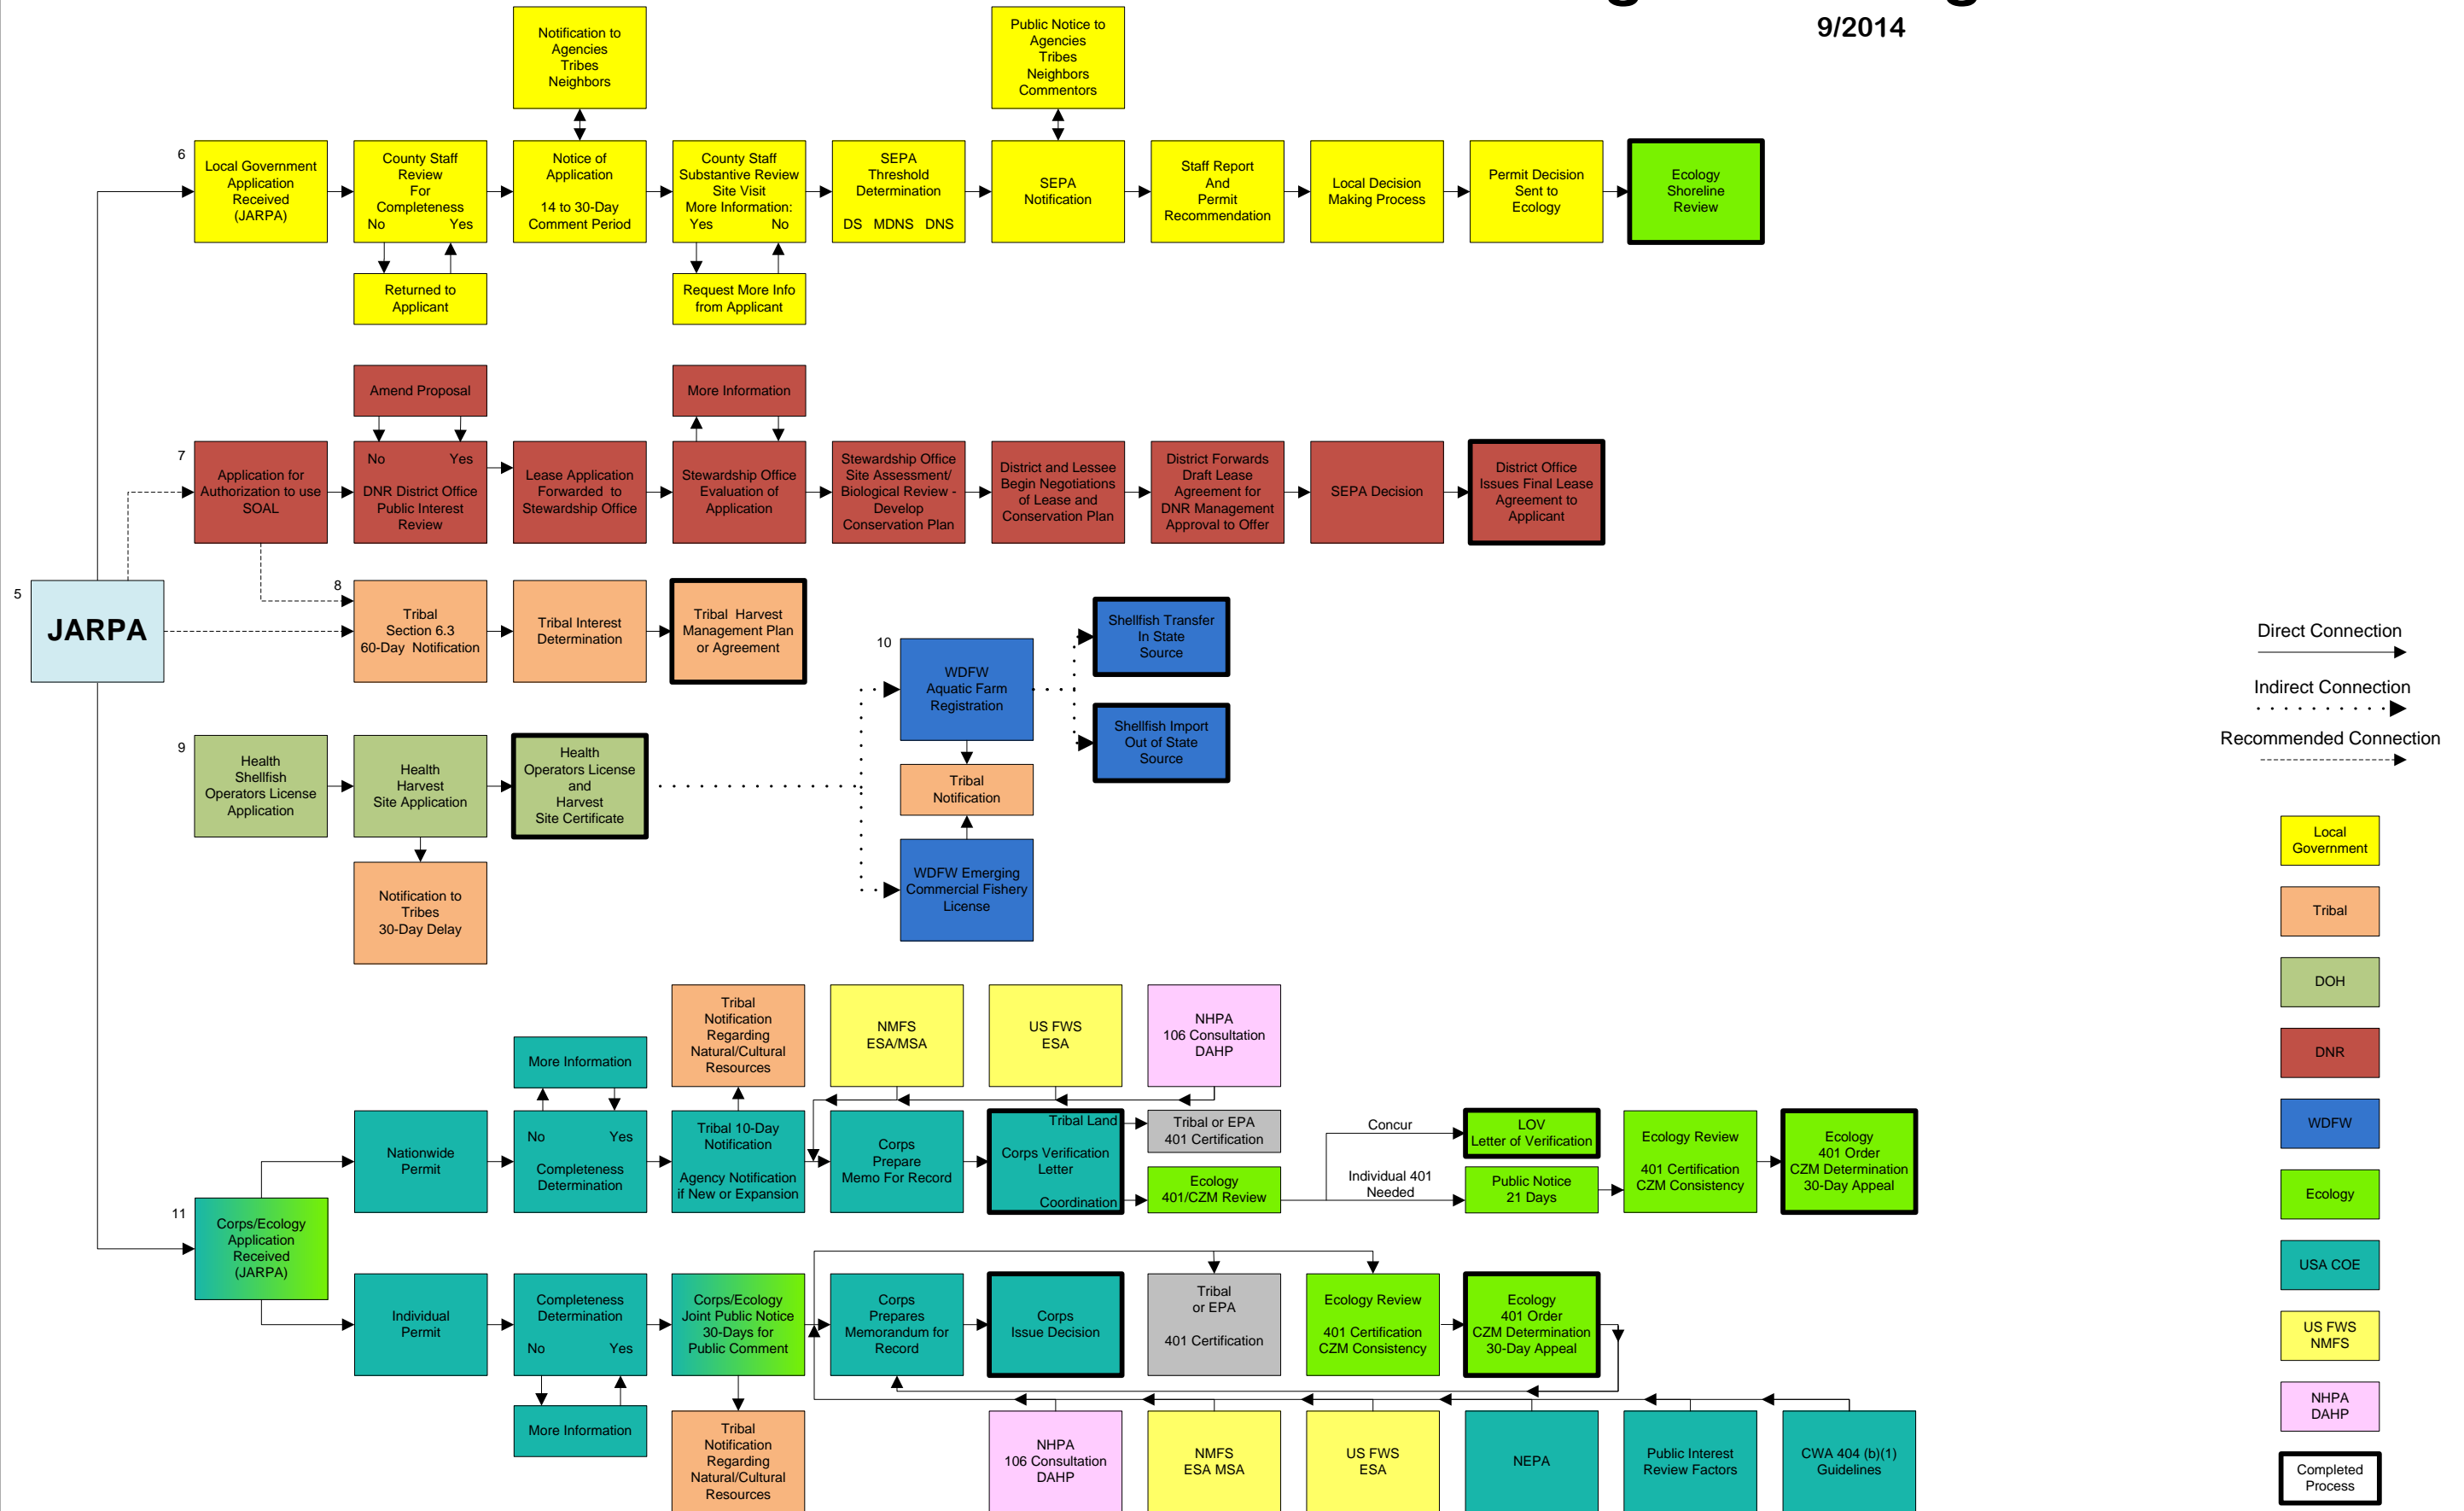 9/2014
Notification to
Agencies
Tribes
Neighbors
Public Notice to
Agencies
Tribes
Neighbors
Commentors
6
Local Government
Application
Received
(JARPA)
County Staff
Review
For
Completeness
No Yes
Notice of
Application
14 to 30-Day
Comment Period
County Staff
Substantive Review
Site Visit
More Information:
Yes No
SEPA
Threshold
Determination
DS MDNS DNS
SEPA
Notification
Staff Report
And
Permit
Recommendation
Local Decision
Making Process
Permit Decision
Sent to
Ecology
Ecology
Shoreline
Review
Returned to
Applicant
Request More Info
from Applicant
Amend Proposal
More Information
7
Application for
Authorization to use
SOAL
No Yes
DNR District Office
Public Interest
Review
Lease Application
Forwarded to
Stewardship Office
Stewardship Office
Evaluation of
Application
Stewardship Office
Site Assessment/
Biological Review -
Develop
Conservation Plan
District and Lessee
Begin Negotiations
of Lease and
Conservation Plan
District Forwards
Draft Lease
Agreement for
DNR Management
Approval to Offer
SEPA Decision
District Office
Issues Final Lease
Agreement to
Applicant
5
JARPA
8
Tribal
Section 6.3
60-Day Notification
Tribal Interest
Determination
Tribal Harvest
Management Plan
or Agreement
10
WDFW
Aquatic Farm
Registration
Shellfish Transfer
In State
Source
Shellfish Import
Out of State
Source
Tribal
Notification
WDFW Emerging
Commercial Fishery
License
9
Health
Shellfish
Operators License
Application
Health
Harvest
Site Application
Health
Operators License
and
Harvest
Site Certificate
Notification to
Tribes
30-Day Delay
Direct Connection
Indirect Connection
Recommended Connection
Local
Government
Tribal
DOH
DNR
WDFW
Ecology
USA COE
US FWS
NMFS
NHPA
DAHP
Completed
Process
Tribal
Notification
Regarding
Natural/Cultural
Resources
NMFS
ESA/MSA
US FWS
ESA
NHPA
106 Consultation
DAHP
More Information
Nationwide
Permit
No Yes
Completeness
Determination
Tribal 10-Day
Notification
Agency Notification
if New or Expansion
Corps
Prepare
Memo For Record
Tribal Land
Corps Verification
Letter
Coordination
Tribal or EPA
401 Certification
Ecology
401/CZM Review
Concur
Individual 401
Needed
LOV
Letter of Verification
Public Notice
21 Days
Ecology Review
401 Certification
CZM Consistency
Ecology
401 Order
CZM Determination
30-Day Appeal
11
Corps/Ecology
Application
Received
(JARPA)
Individual
Permit
Completeness
Determination
No Yes
Corps/Ecology
Joint Public Notice
30-Days for
Public Comment
Corps
Prepares
Memorandum for
Record
Corps
Issue Decision
Tribal
or EPA
401 Certification
Ecology Review
401 Certification
CZM Consistency
Ecology
401 Order
CZM Determination
30-Day Appeal
More Information
Tribal
Notification
Regarding
Natural/Cultural
Resources
NHPA
106 Consultation
DAHP
NMFS
ESA MSA
US FWS
ESA
NEPA
Public Interest
Review Factors
CWA 404 (b)(1)
Guidelines